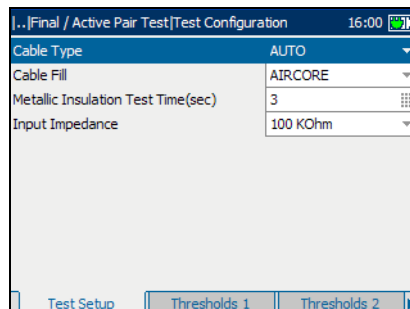 |..|Final / Active Pair Test|Test Configuration 16:00
Cable Type AUTO
Cable Fill AIRCORE
Metallic Insulation Test Time(sec) 3
Input Impedance 100 KOhm
Test Setup Thresholds 1 Thresholds 2